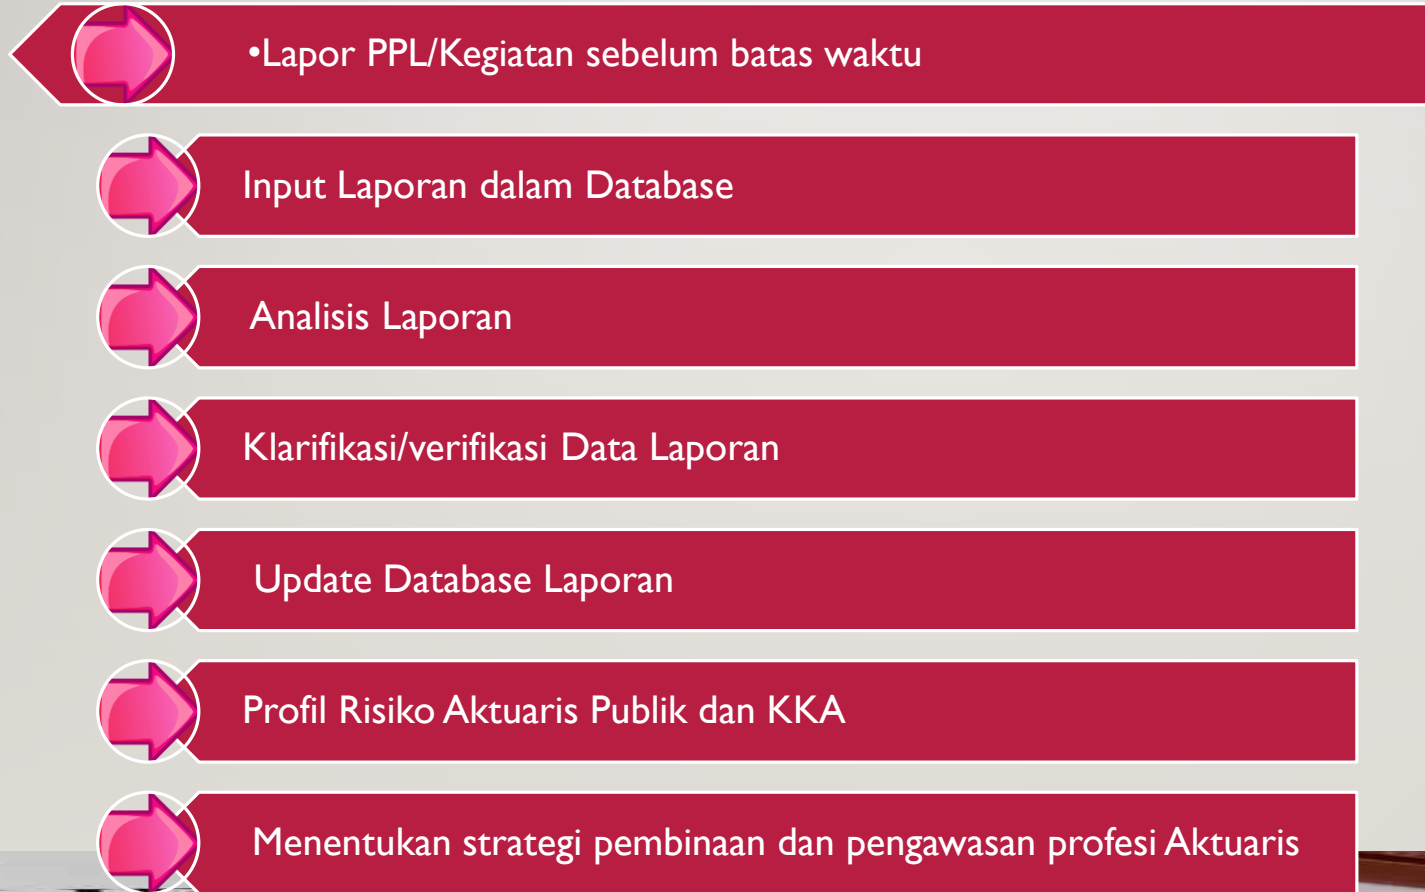 •Lapor PPL/Kegiatan sebelum batas waktu
Input Laporan dalam Database
Analisis Laporan
Klarifikasi/verifikasi Data Laporan
Update Database Laporan
Profil Risiko Aktuaris Publik dan KKA
Menentukan strategi pembinaan dan pengawasan profesi Aktuaris